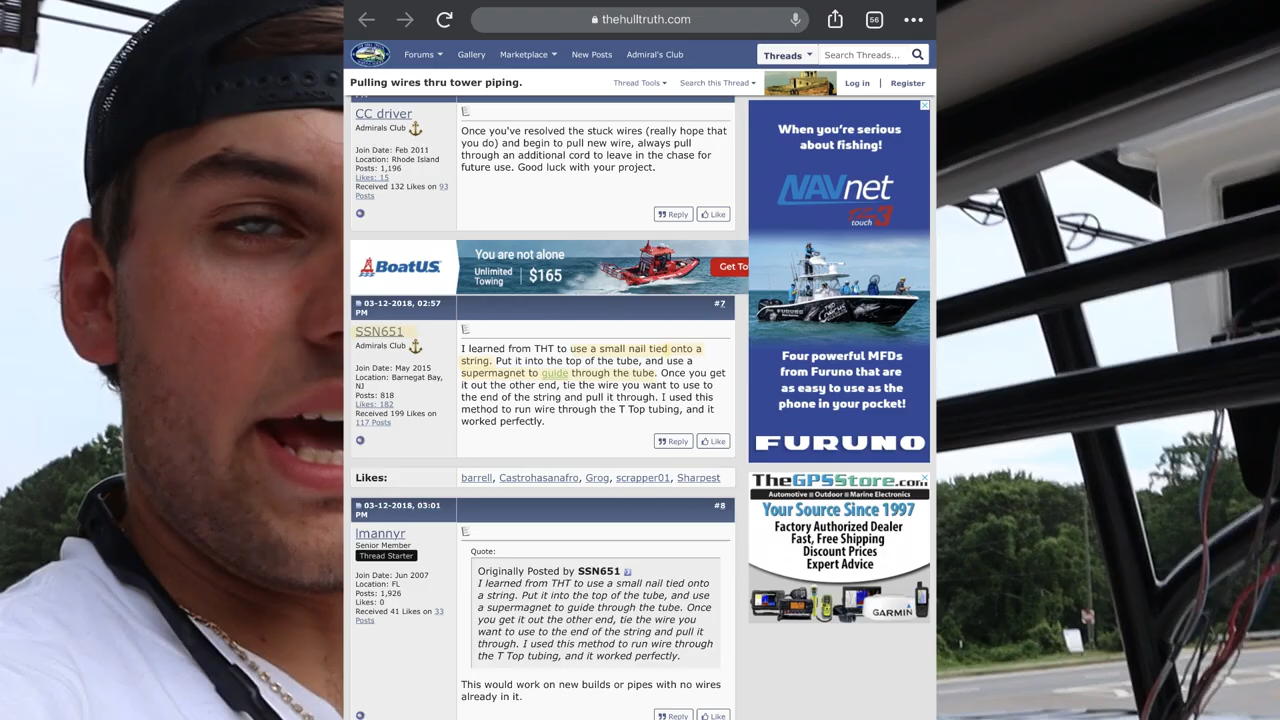 thehulltruth.com
56
Forums
Gallery
Marketplace
New Posts
Admiral's Club
Threads
Search Threads...
Pulling wires thru tower piping.
Thread Tools
Search this Thread
Log in | Register
CC driver
Admirals Club
Join Date: Feb 2011
Location: Rhode Island
Posts: 1,196
Likes: 15
Received 132 Likes on 93
Posts
Once you've resolved the stuck wires (really hope that
you do) and begin to pull new wire, always pull
through an additional cord to leave in the chase for
future use. Good luck with your project.
Reply
Like
BoatU.S.
You are not alone
Unlimited
Towing
$165
Get To
03-12-2018, 02:57
PM
#7
SSN651
Admirals Club
Join Date: May 2015
Location: Barnegat Bay,
NJ
Posts: 818
Likes: 182
Received 199 Likes on
117 Posts
I learned from THT to use a small nail tied onto a
string. Put it into the top of the tube, and use a
supermagnet to guide through the tube. Once you get
it out the other end, tie the wire you want to use to
the end of the string and pull it through. I used this
method to run wire through the T Top tubing, and it
worked perfectly.
Reply
Like
Likes:
barrell, Castrohasanafro, Grog, scrapper01, Sharpest
03-12-2018, 03:01
PM
#8
lmannyr
Senior Member
Thread Starter
Join Date: Jun 2007
Location: FL
Posts: 1,926
Likes: 0
Received 41 Likes on 33
Posts
Quote:
Originally Posted by SSN651
I learned from THT to use a small nail tied onto
a string. Put it into the top of the tube, and use
a supermagnet to guide through the tube. Once
you get it out the other end, tie the wire you
want to use to the end of the string and pull it
through. I used this method to run wire through
the T Top tubing, and it worked perfectly.
This would work on new builds or pipes with no wires
already in it.
Reply
Like
When you're serious
about fishing!
NAVnet
touch 3
FURUNO
Four powerful MFDs
from Furuno that are
as easy to use as the
phone in your pocket!
FURUNO
TheGPSStore.com
Automotive • Outdoor • Marine Electronics
Your Source Since 1997
Factory Authorized Dealer
Fast, Free Shipping
Discount Prices
Expert Advice
GARMIN